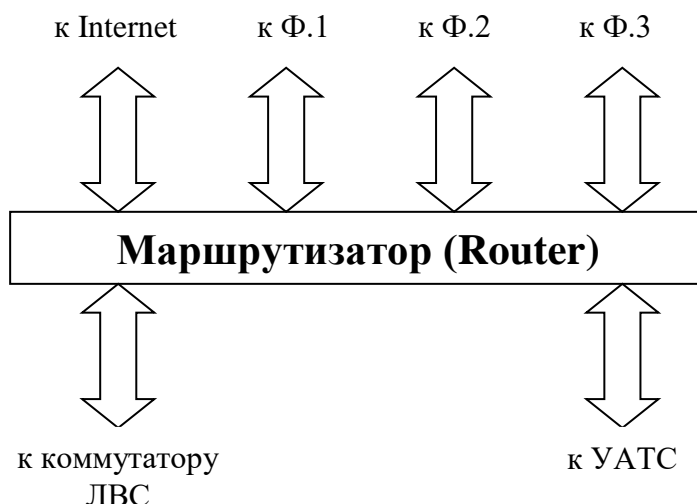 к Internet
к Ф.1
к Ф.2
к Ф.3
Маршрутизатор (Router)
к коммутатору
ЛВС
к УАТС